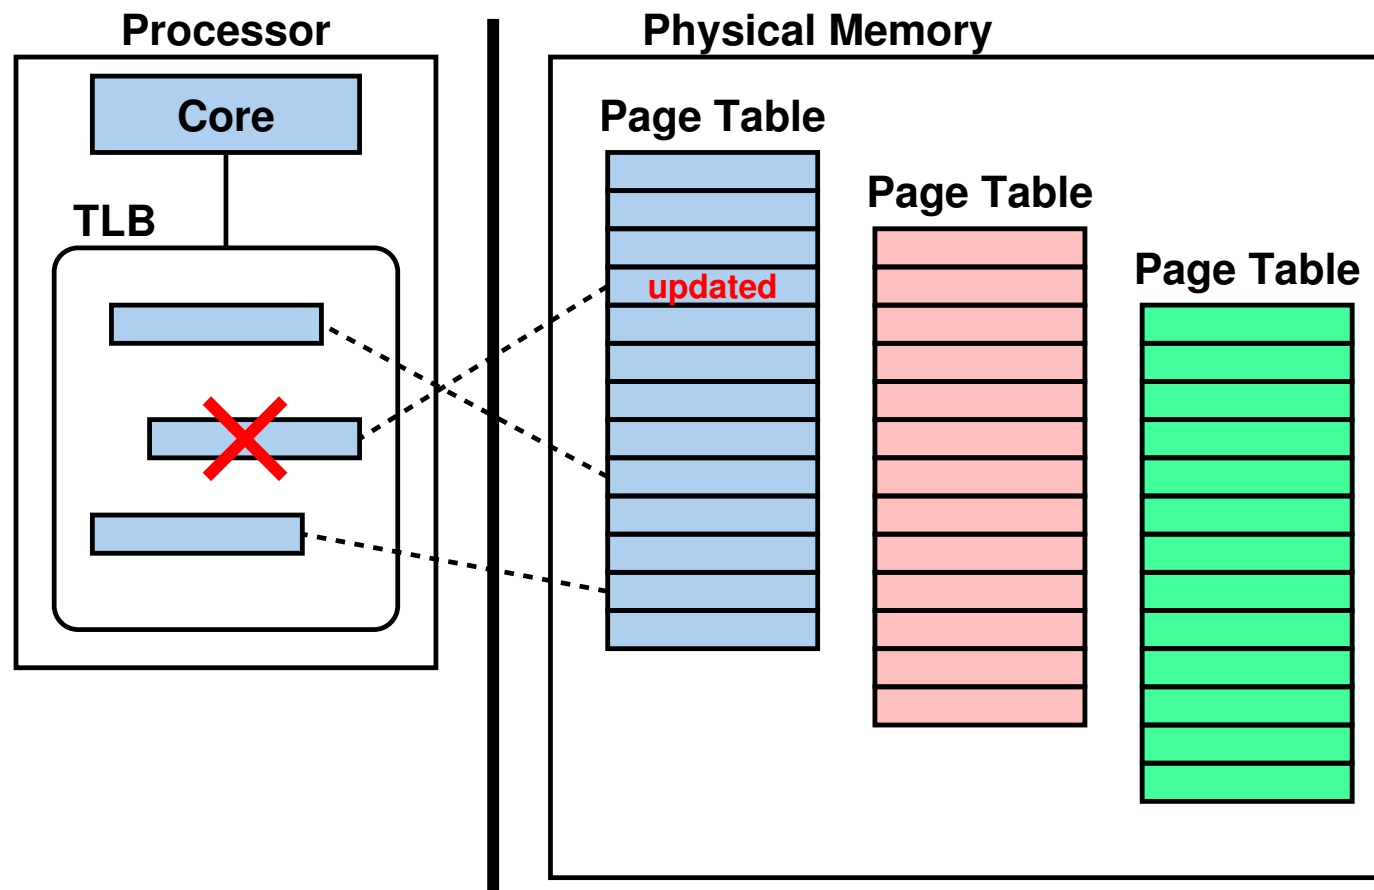 Processor
Physical Memory
Core
TLB
Page Table
updated
Page Table
Page Table